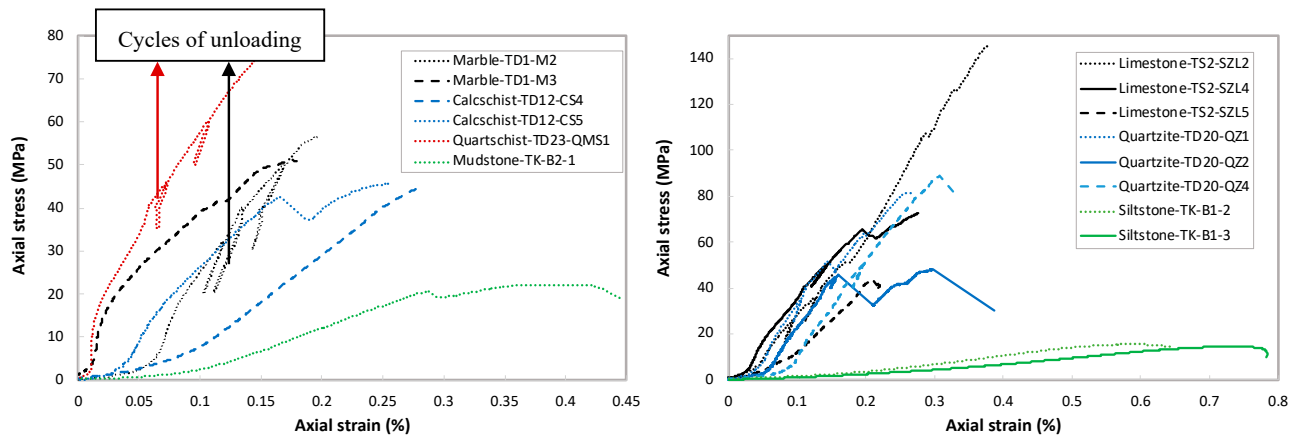 Cycles of unloading
80
70
60
50
40
30
20
10
0
Axial stress (MPa)
0
0.05
0.1
0.15
0.2
0.25
0.3
0.35
0.4
0.45
Axial strain (%)
Marble-TD1-M2
Marble-TD1-M3
Calcschist-TD12-CS4
Calcschist-TD12-CS5
Quartschist-TD23-QMS1
Mudstone-TK-B2-1
140
120
100
80
60
40
20
0
Axial stress (MPa)
0
0.1
0.2
0.3
0.4
0.5
0.6
0.7
0.8
Axial strain (%)
Limestone-TS2-SZL2
Limestone-TS2-SZL4
Limestone-TS2-SZL5
Quartzite-TD20-QZ1
Quartzite-TD20-QZ2
Quartzite-TD20-QZ4
Siltstone-TK-B1-2
Siltstone-TK-B1-3